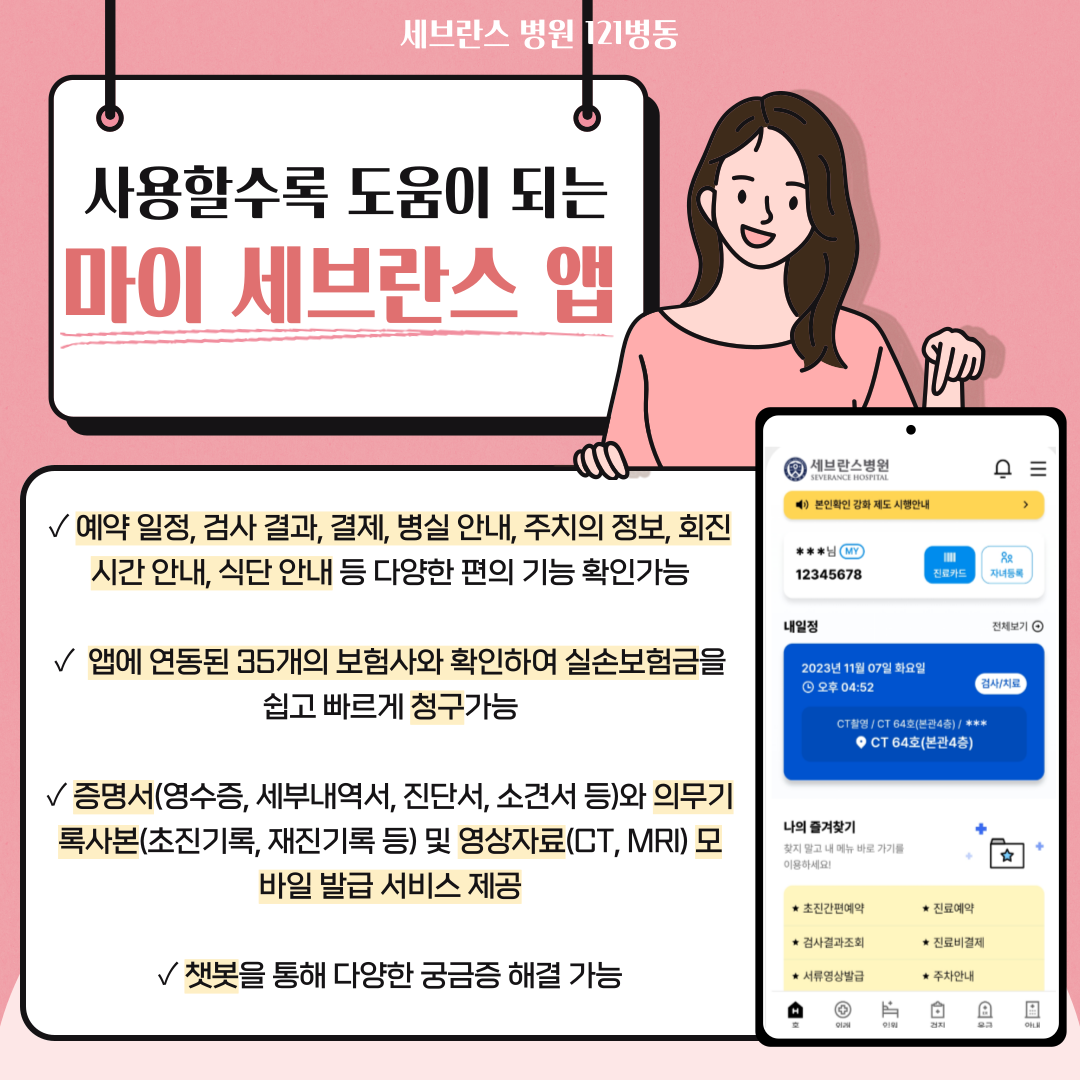 세브란스 병원 121병동
사용할수록 도움이 되는
마이 세브란스 앱
✓ 예약 일정, 검사 결과, 결제, 병실 안내, 주치의 정보, 회진
시간 안내, 식단 안내 등 다양한 편의 기능 확인가능
✓ 앱에 연동된 35개의 보험사와 확인하여 실손보험금을
쉽고 빠르게 청구가능
✓ 증명서(영수증, 세부내역서, 진단서, 소견서 등)와 의무기
록사본(초진기록, 재진기록 등) 및 영상자료(CT, MRI) 모
바일 발급 서비스 제공
✓ 챗봇을 통해 다양한 궁금증 해결 가능
세브란스병원
SEVERANCE HOSPITAL
본인확인 강화 제도 시행안내
***님 MY
12345678
진료카드
자녀등록
내일정
전체보기
2023년 11월 07일 화요일
오후 04:52
검사/치료
CT촬영 / CT 64호(본관4층) / ***
CT 64호(본관4층)
나의 즐겨찾기
찾지 말고 내 메뉴 바로 가기를
이용하세요!
★ 초진간편예약 ★ 진료예약
★ 검사결과조회 ★ 진료비결제
★ 서류영상발급 ★ 주차안내